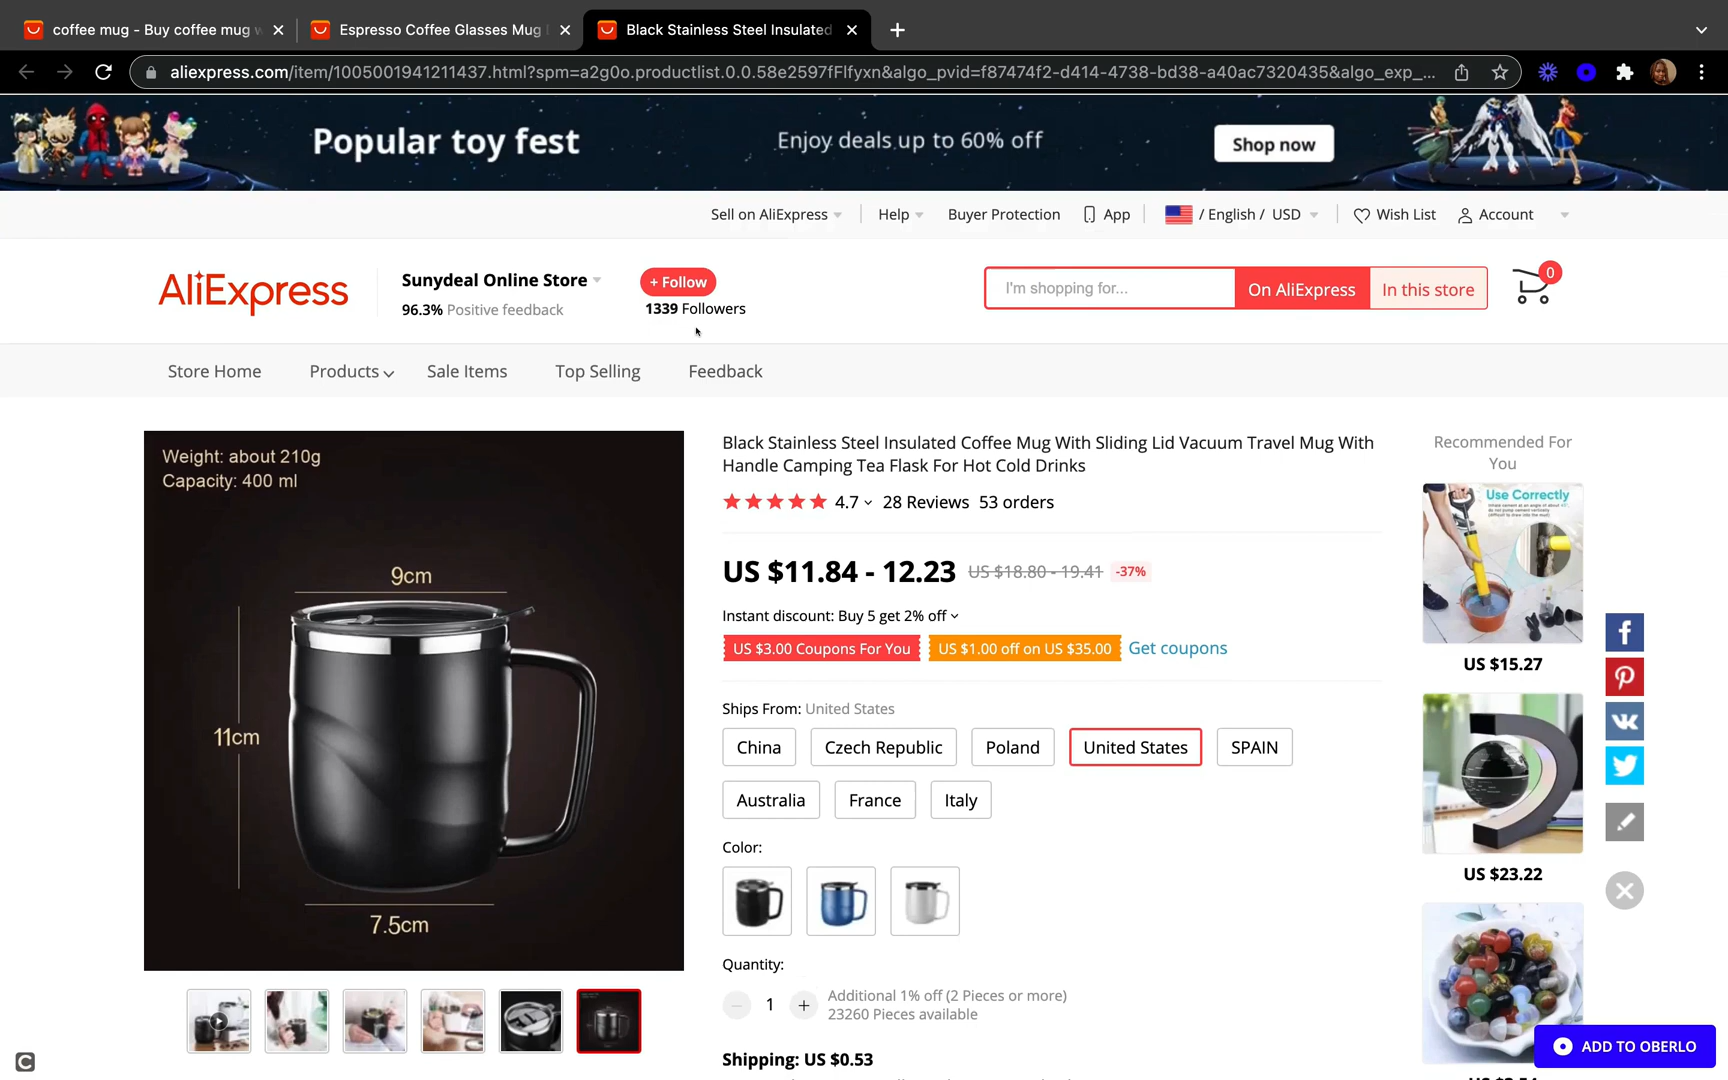 coffee mug - Buy coffee mug w
Espresso Coffee Glasses Mug
Black Stainless Steel Insulated
aliexpress.com/item/1005001941211437.html?spm=a2g0o.productlist.0.0.58e2597fFlfyxn&algo_pvid=f87474f2-d414-4738-bd38-a40ac7320435&algo_exp_...
Popular toy fest
Enjoy deals up to 60% off
Shop now
Sell on AliExpress
Help
Buyer Protection
App
/ English / USD
Wish List
Account
AliExpress
Sunydeal Online Store
96.3% Positive feedback
+ Follow
1339 Followers
I'm shopping for...
On AliExpress
In this store
0
Store Home
Products
Sale Items
Top Selling
Feedback
Weight: about 210g
Capacity: 400 ml
9cm
11cm
7.5cm
Black Stainless Steel Insulated Coffee Mug With Sliding Lid Vacuum Travel Mug With
Handle Camping Tea Flask For Hot Cold Drinks
4.7 28 Reviews 53 orders
US $11.84 - 12.23 US $18.80 - 19.41 -37%
Instant discount: Buy 5 get 2% off
US $3.00 Coupons For You
US $1.00 off on US $35.00
Get coupons
Ships From: United States
China
Czech Republic
Poland
United States
SPAIN
Australia
France
Italy
Color:
Quantity:
1
Additional 1% off (2 Pieces or more)
23260 Pieces available
Shipping: US $0.53
Recommended For
You
Use Correctly
US $15.27
US $23.22
ADD TO OBERLO